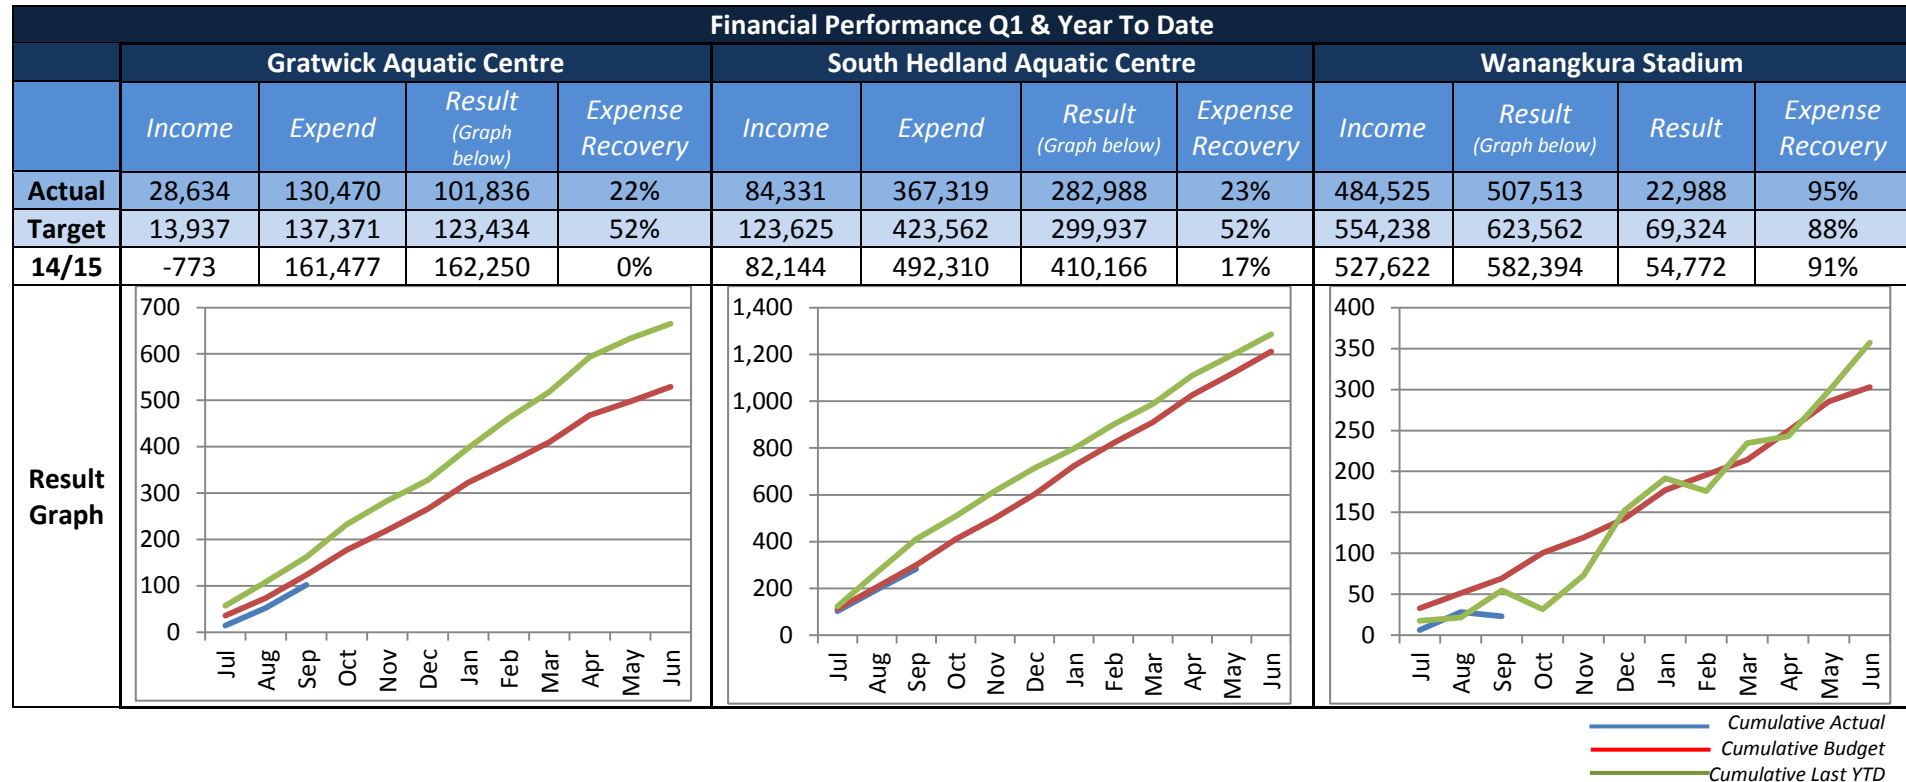 Financial Performance Q1 & Year To Date
Gratwick Aquatic Centre South Hedland Aquatic Centre Wanangkura Stadium
Income Expend Result (Graph below) Expense Recovery Income Expend Result (Graph below) Expense Recovery Income Result (Graph below) Result Expense Recovery
Actual 28,634 130,470 101,836 22% 84,331 367,319 282,988 23% 484,525 507,513 22,988 95%
Target 13,937 137,371 123,434 52% 123,625 423,562 299,937 52% 554,238 623,562 69,324 88%
14/15 -773 161,477 162,250 0% 82,144 492,310 410,166 17% 527,622 582,394 54,772 91%
Result
Graph
700
600
500
400
300
200
100
0
Jul Aug Sep Oct Nov Dec Jan Feb Mar Apr May Jun
1,400
1,200
1,000
800
600
400
200
0
Jul Aug Sep Oct Nov Dec Jan Feb Mar Apr May Jun
400
350
300
250
200
150
100
50
0
Jul Aug Sep Oct Nov Dec Jan Feb Mar Apr May Jun
Cumulative Actual
Cumulative Budget
Cumulative Last YTD